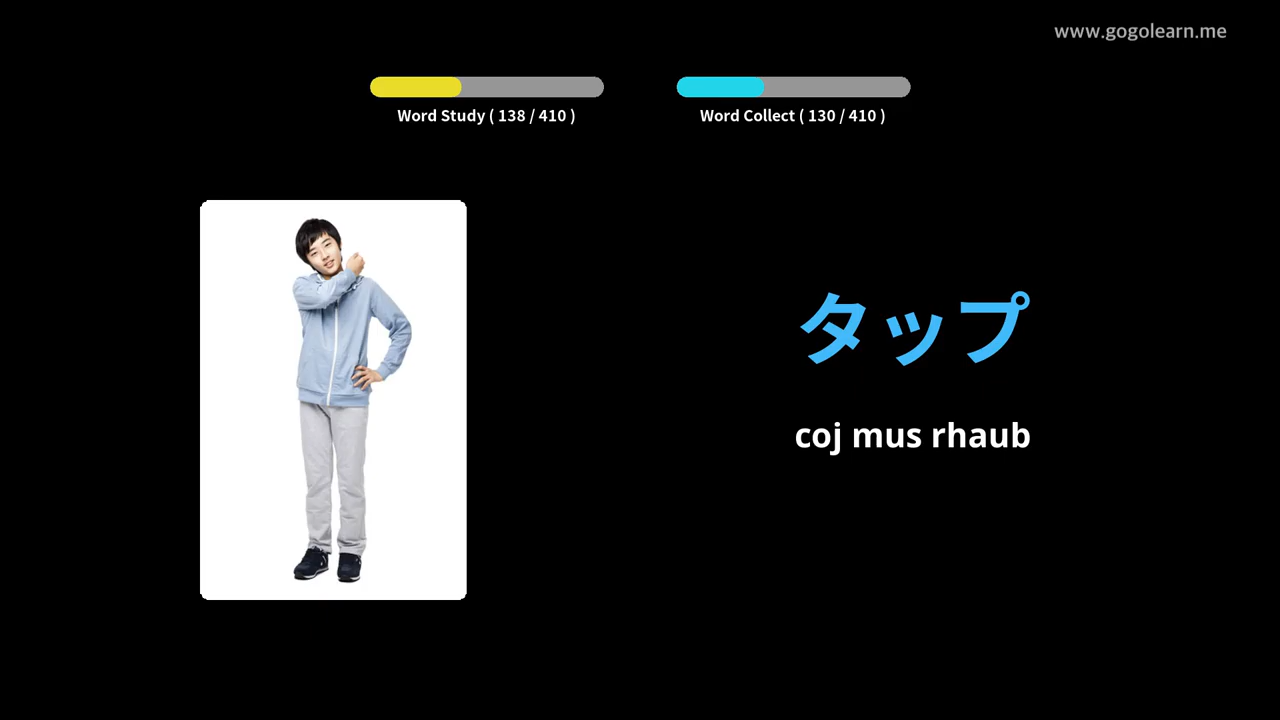 www.gogolearn.me
Word Study ( 138 / 410 )
Word Collect ( 130 / 410 )
タップ
coj mus rhaub